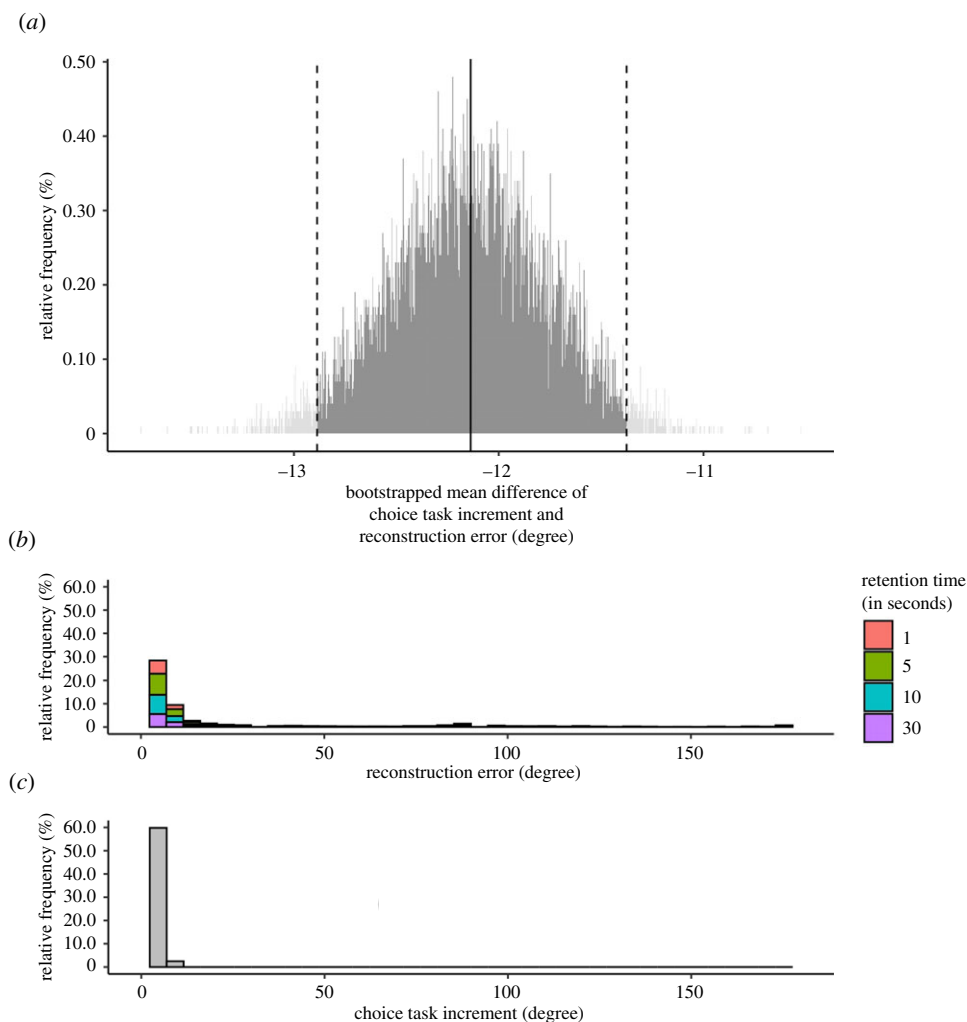 (a)
0.50
0.40
0.30
0.20
0.10
0
relative frequency (%)
–13
–12
–11
bootstrapped mean difference of
choice task increment and
reconstruction error (degree)
(b)
60.0
50.0
40.0
30.0
20.0
10.0
0
relative frequency (%)
0
50
100
150
reconstruction error (degree)
retention time
(in seconds)
1
5
10
30
(c)
60.0
50.0
40.0
30.0
20.0
10.0
0
relative frequency (%)
0
50
100
150
choice task increment (degree)